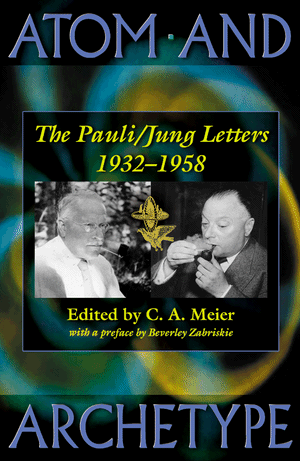 ATOM·AND
The Pauli/Jung Letters
1932–1958
Edited by C. A. Meier
with a preface by Beverley Zabriskie
ARCHETYPE